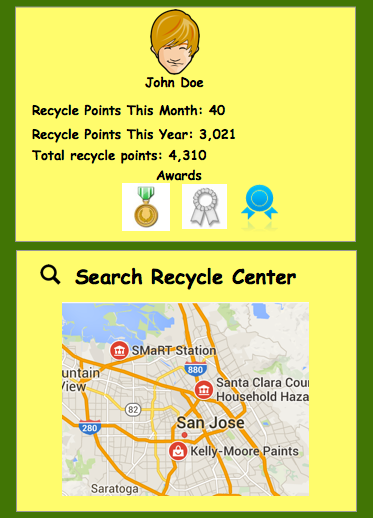 John Doe
Recycle Points This Month: 40
Recycle Points This Year: 3,021
Total recycle points: 4,310
Awards
Search Recycle Center
SMaRT Station
880
untain
View
Santa Clara Cou
Household Haza
82
280
San Jose
Kelly-Moore Paints
Saratoga